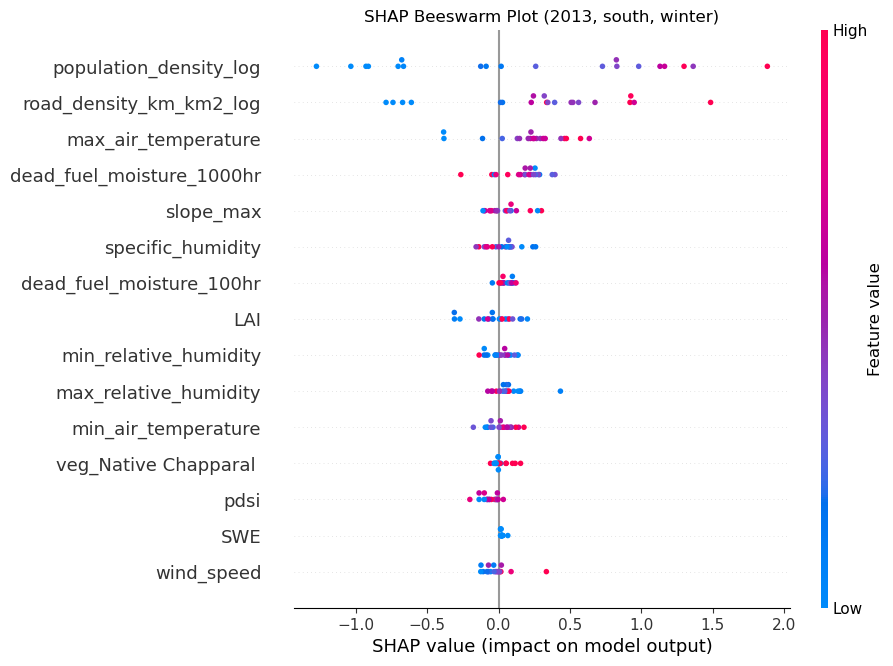 SHAP Beeswarm Plot (2013, south, winter)
High
population_density_log
road_density_km_km2_log
max_air_temperature
dead_fuel_moisture_1000hr
slope_max
specific_humidity
dead_fuel_moisture_100hr
LAI
min_relative_humidity
max_relative_humidity
min_air_temperature
veg_Native Chapparal
pdsi
SWE
wind_speed
Feature value
Low
−1.0 −0.5 0.0 0.5 1.0 1.5 2.0
SHAP value (impact on model output)